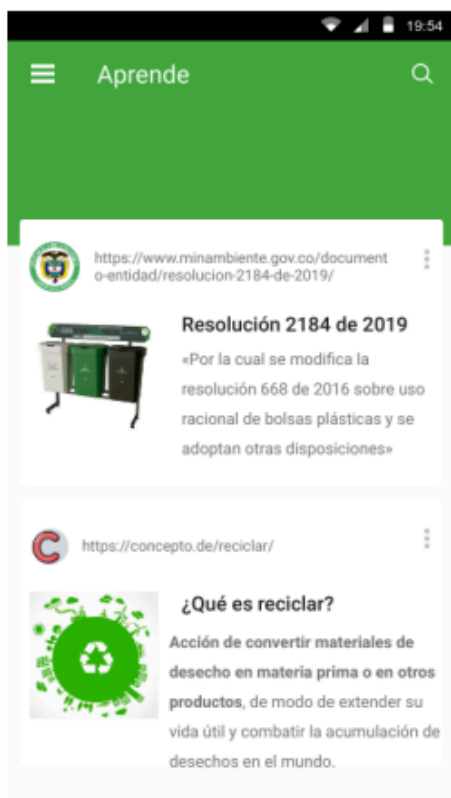 19:54
Aprende
https://www.minambiente.gov.co/document
o-entidad/resolucion-2184-de-2019/
Resolución 2184 de 2019
«Por la cual se modifica la
resolución 668 de 2016 sobre uso
racional de bolsas plásticas y se
adoptan otras disposiciones»
C
https://concepto.de/reciclar/
¿Qué es reciclar?
Acción de convertir materiales de
desecho en materia prima o en otros
productos, de modo de extender su
vida útil y combatir la acumulación de
desechos en el mundo.